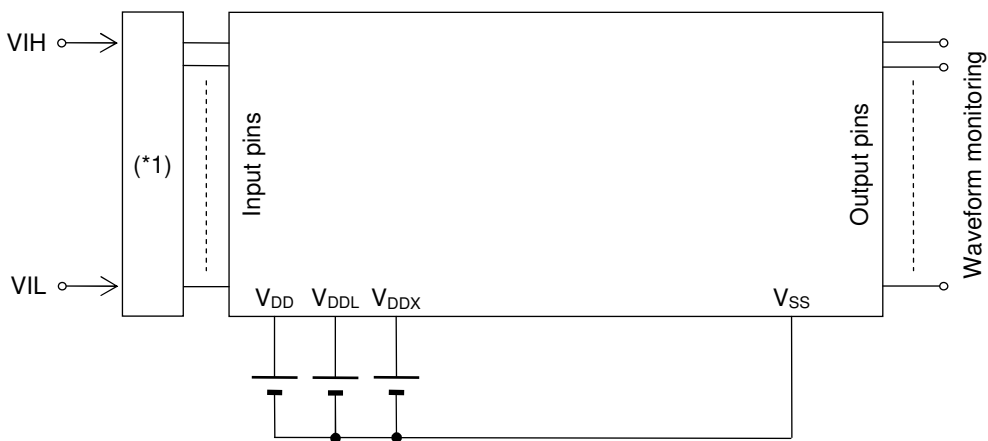 VIH
(*1)
VIL
Input pins
Output pins
Waveform monitoring
VDD
VDDL
VDDX
VSS